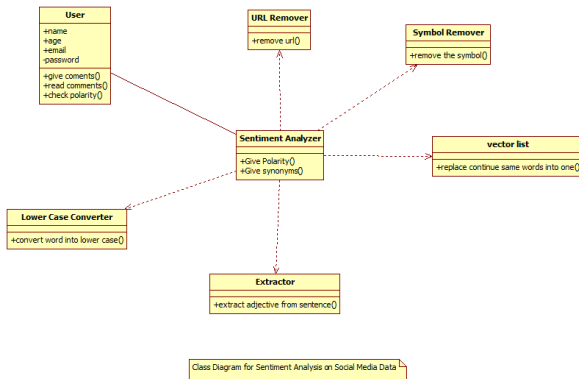 User
+name
+age
+email
-password
+give coments()
+read comments()
+check polarity()
URL Remover
+remove url()
Symbol Remover
+remove the symbol()
Sentiment Analyzer
+Give Polarity()
+Give synonyms()
vector list
+replace continue same words into one()
Lower Case Converter
+convert word into lower case()
Extractor
+extract adjective from sentence()
Class Diagram for Sentiment Analysis on Social Media Data